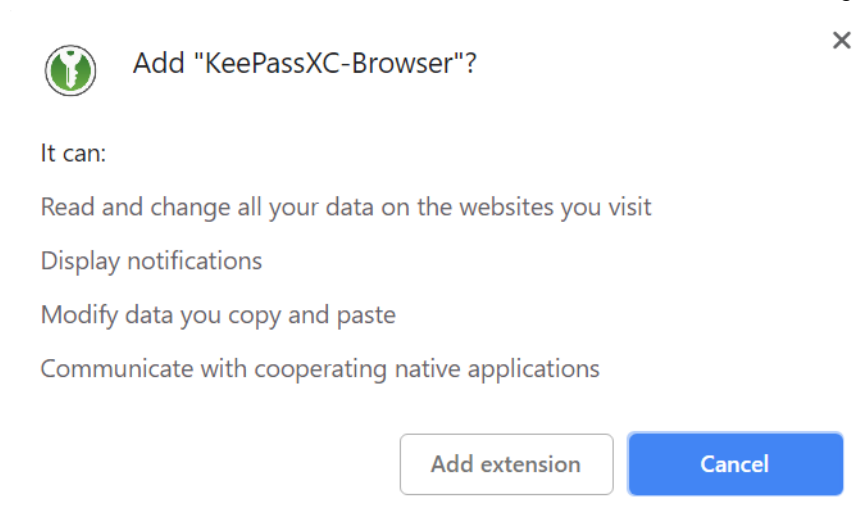 Add "KeePassXC-Browser"?
It can:
Read and change all your data on the websites you visit
Display notifications
Modify data you copy and paste
Communicate with cooperating native applications
Add extension
Cancel